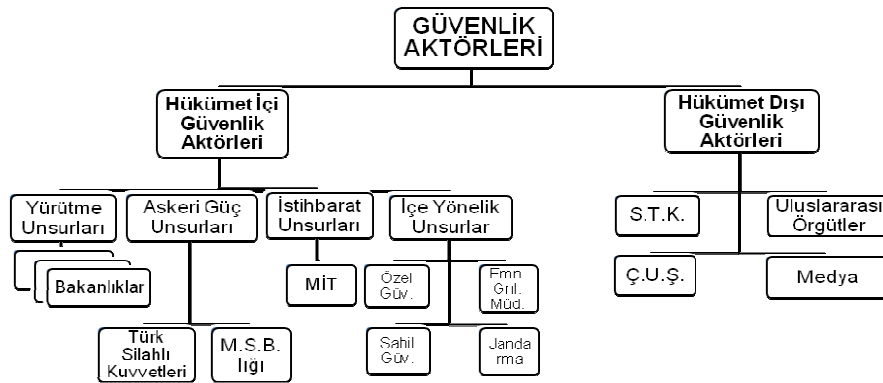 GÜVENLİK
AKTÖRLERİ
Hükümet İçi
Güvenlik
Aktörleri
Hükümet Dışı
Güvenlik
Aktörleri
Yürütme
Unsurları
Askeri Güç
Unsurları
İstihbarat
Unsurları
İçe Yönelik
Unsurlar
S.T.K.
Uluslararası
Örgütler
Bakanlıklar
MİT
Özel
Güv.
Emn
Müd.
Ç.U.Ş.
Medya
Türk
Silahlı
Kuvvetleri
M.S.B.
lığı
Sahil
Güv.
Janda
rma